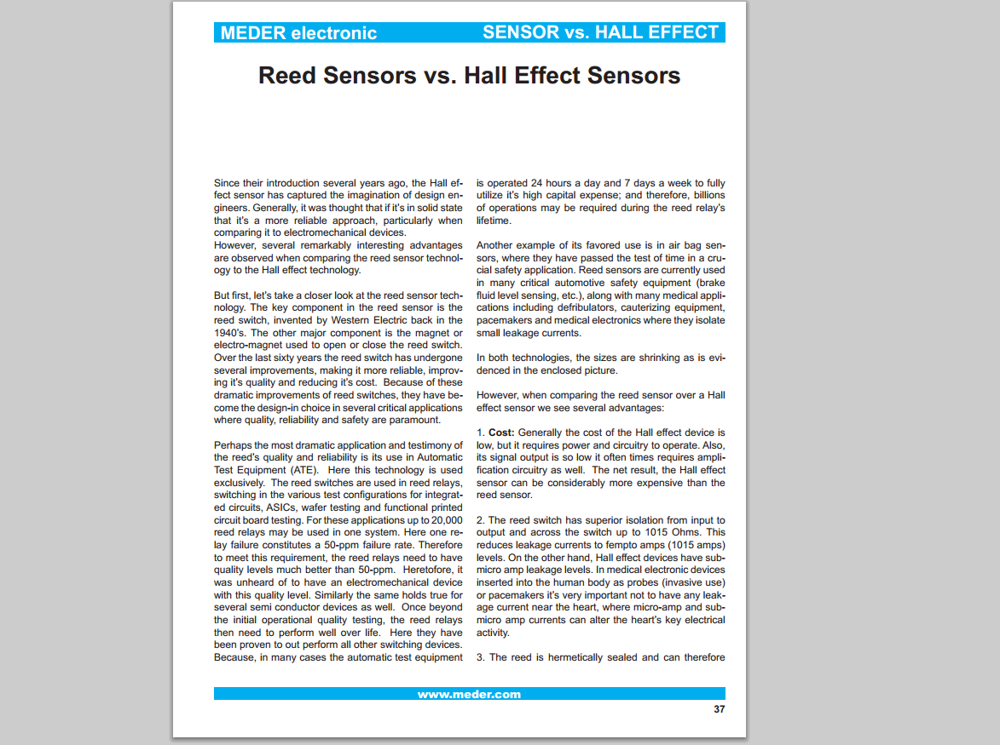 MEDER electronic SENSOR vs. HALL EFFECT
Reed Sensors vs. Hall Effect Sensors
Since their introduction several years ago, the Hall ef-
fect sensor has captured the imagination of design en-
gineers. Generally, it was thought that if it's in solid state
that it's a more reliable approach, particularly when
comparing it to electromechanical devices.
However, several remarkably interesting advantages
are observed when comparing the reed sensor technol-
ogy to the Hall effect technology.
But first, let's take a closer look at the reed sensor tech-
nology. The key component in the reed sensor is the
reed switch, invented by Western Electric back in the
1940's. The other major component is the magnet or
electro-magnet used to open or close the reed switch.
Over the last sixty years the reed switch has undergone
several improvements, making it more reliable, improv-
ing it's quality and reducing it's cost. Because of these
dramatic improvements of reed switches, they have be-
come the design-in choice in several critical applications
where quality, reliability and safety are paramount.
Perhaps the most dramatic application and testimony of
the reed's quality and reliability is its use in Automatic
Test Equipment (ATE). Here this technology is used
exclusively. The reed switches are used in reed relays,
switching in the various test configurations for integrat-
ed circuits, ASICs, wafer testing and functional printed
circuit board testing. For these applications up to 20,000
reed relays may be used in one system. Here one re-
lay failure constitutes a 50-ppm failure rate. Therefore
to meet this requirement, the reed relays need to have
quality levels much better than 50-ppm. Heretofore, it
was unheard of to have an electromechanical device
with this quality level. Similarly the same holds true for
several semi conductor devices as well. Once beyond
the initial operational quality testing, the reed relays
then need to perform well over life. Here they have
been proven to out perform all other switching devices.
Because, in many cases the automatic test equipment
is operated 24 hours a day and 7 days a week to fully
utilize it's high capital expense; and therefore, billions
of operations may be required during the reed relay's
lifetime.
Another example of its favored use is in air bag sen-
sors, where they have passed the test of time in a cru-
cial safety application. Reed sensors are currently used
in many critical automotive safety equipment (brake
fluid level sensing, etc.), along with many medical appli-
cations including defribulators, cauterizing equipment,
pacemakers and medical electronics where they isolate
small leakage currents.
In both technologies, the sizes are shrinking as is evi-
denced in the enclosed picture.
However, when comparing the reed sensor over a Hall
effect sensor we see several advantages:
1. Cost: Generally the cost of the Hall effect device is
low, but it requires power and circuitry to operate. Also,
its signal output is so low it often times requires ampli-
fication circuitry as well. The net result, the Hall effect
sensor can be considerably more expensive than the
reed sensor.
2. The reed switch has superior isolation from input to
output and across the switch up to 1015 Ohms. This
reduces leakage currents to fempto amps (1015 amps)
levels. On the other hand, Hall effect devices have sub-
micro amp leakage levels. In medical electronic devices
inserted into the human body as probes (invasive use)
or pacemakers it's very important not to have any leak-
age current near the heart, where micro-amp and sub-
micro amp currents can alter the heart's key electrical
activity.
3. The reed is hermetically sealed and can therefore
www.meder.com
37